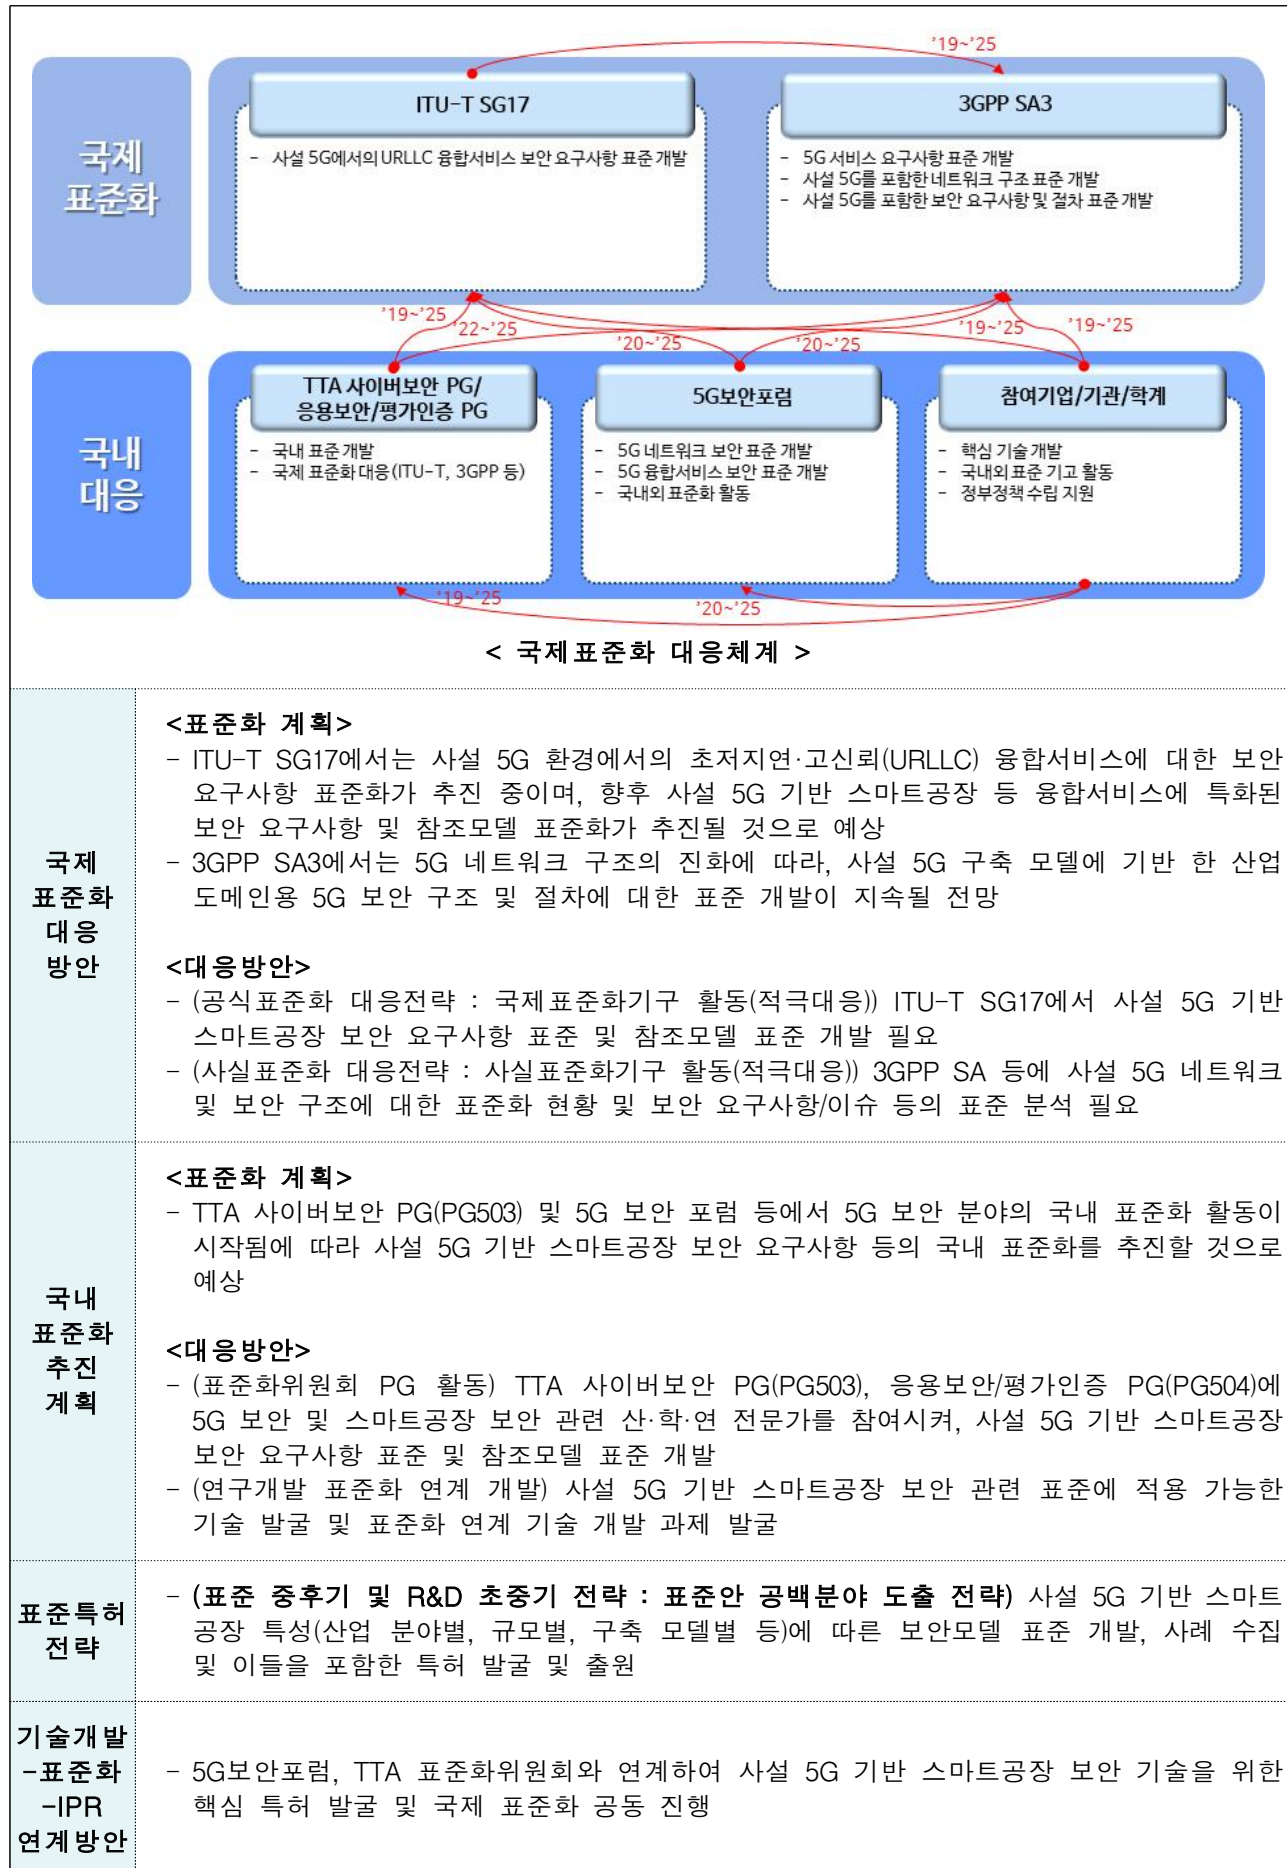 '19~'25
국제
표준화
ITU-T SG17
- 사설 5G에서의 URLLC 융합서비스 보안 요구사항 표준 개발
3GPP SA3
- 5G 서비스 요구사항 표준 개발
- 사설 5G를 포함한 네트워크 구조 표준 개발
- 사설 5G를 포함한 보안 요구사항 및 절차 표준 개발
'19~'25
'22~'25
'20~'25
'20~'25
'19~'25
'19~'25
국내
대응
TTA 사이버보안 PG/
응용보안/평가인증 PG
- 국내 표준 개발
- 국제 표준화 대응(ITU-T, 3GPP 등)
5G보안포럼
- 5G 네트워크 보안 표준 개발
- 5G 융합서비스 보안 표준 개발
- 국내외 표준화 활동
참여기업/기관/학계
- 핵심 기술 개발
- 국내외 표준 기고 활동
- 정부정책 수립 지원
'19~'25
'20~'25
< 국제표준화 대응체계 >
국제
표준화
대응
방안
<표준화 계획>
- ITU-T SG17에서는 사설 5G 환경에서의 초저지연·고신뢰(URLLC) 융합서비스에 대한 보안
요구사항 표준화가 추진 중이며, 향후 사설 5G 기반 스마트공장 등 융합서비스에 특화된
보안 요구사항 및 참조모델 표준화가 추진될 것으로 예상
- 3GPP SA3에서는 5G 네트워크 구조의 진화에 따라, 사설 5G 구축 모델에 기반 한 산업
도메인용 5G 보안 구조 및 절차에 대한 표준 개발이 지속될 전망
<대응방안>
- (공식표준화 대응전략 : 국제표준화기구 활동(적극대응)) ITU-T SG17에서 사설 5G 기반
스마트공장 보안 요구사항 표준 및 참조모델 표준 개발 필요
- (사실표준화 대응전략 : 사실표준화기구 활동(적극대응)) 3GPP SA 등에 사설 5G 네트워크
및 보안 구조에 대한 표준화 현황 및 보안 요구사항/이슈 등의 표준 분석 필요
국내
표준화
추진
계획
<표준화 계획>
- TTA 사이버보안 PG(PG503) 및 5G 보안 포럼 등에서 5G 보안 분야의 국내 표준화 활동이
시작됨에 따라 사설 5G 기반 스마트공장 보안 요구사항 등의 국내 표준화를 추진할 것으로
예상
<대응방안>
- (표준화위원회 PG 활동) TTA 사이버보안 PG(PG503), 응용보안/평가인증 PG(PG504)에
5G 보안 및 스마트공장 보안 관련 산·학·연 전문가를 참여시켜, 사설 5G 기반 스마트공장
보안 요구사항 표준 및 참조모델 표준 개발
- (연구개발 표준화 연계 개발) 사설 5G 기반 스마트공장 보안 관련 표준에 적용 가능한
기술 발굴 및 표준화 연계 기술 개발 과제 발굴
표준특허
전략
- (표준 중후기 및 R&D 초중기 전략 : 표준안 공백분야 도출 전략) 사설 5G 기반 스마트
공장 특성(산업 분야별, 규모별, 구축 모델별 등)에 따른 보안모델 표준 개발, 사례 수집
및 이들을 포함한 특허 발굴 및 출원
기술개발
-표준화
-IPR
연계방안
- 5G보안포럼, TTA 표준화위원회와 연계하여 사설 5G 기반 스마트공장 보안 기술을 위한
핵심 특허 발굴 및 국제 표준화 공동 진행